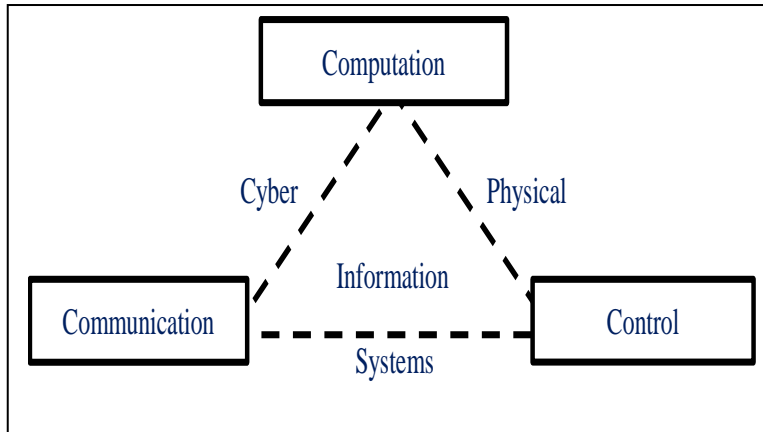 Computation
Cyber
Physical
Information
Communication
Control
Systems